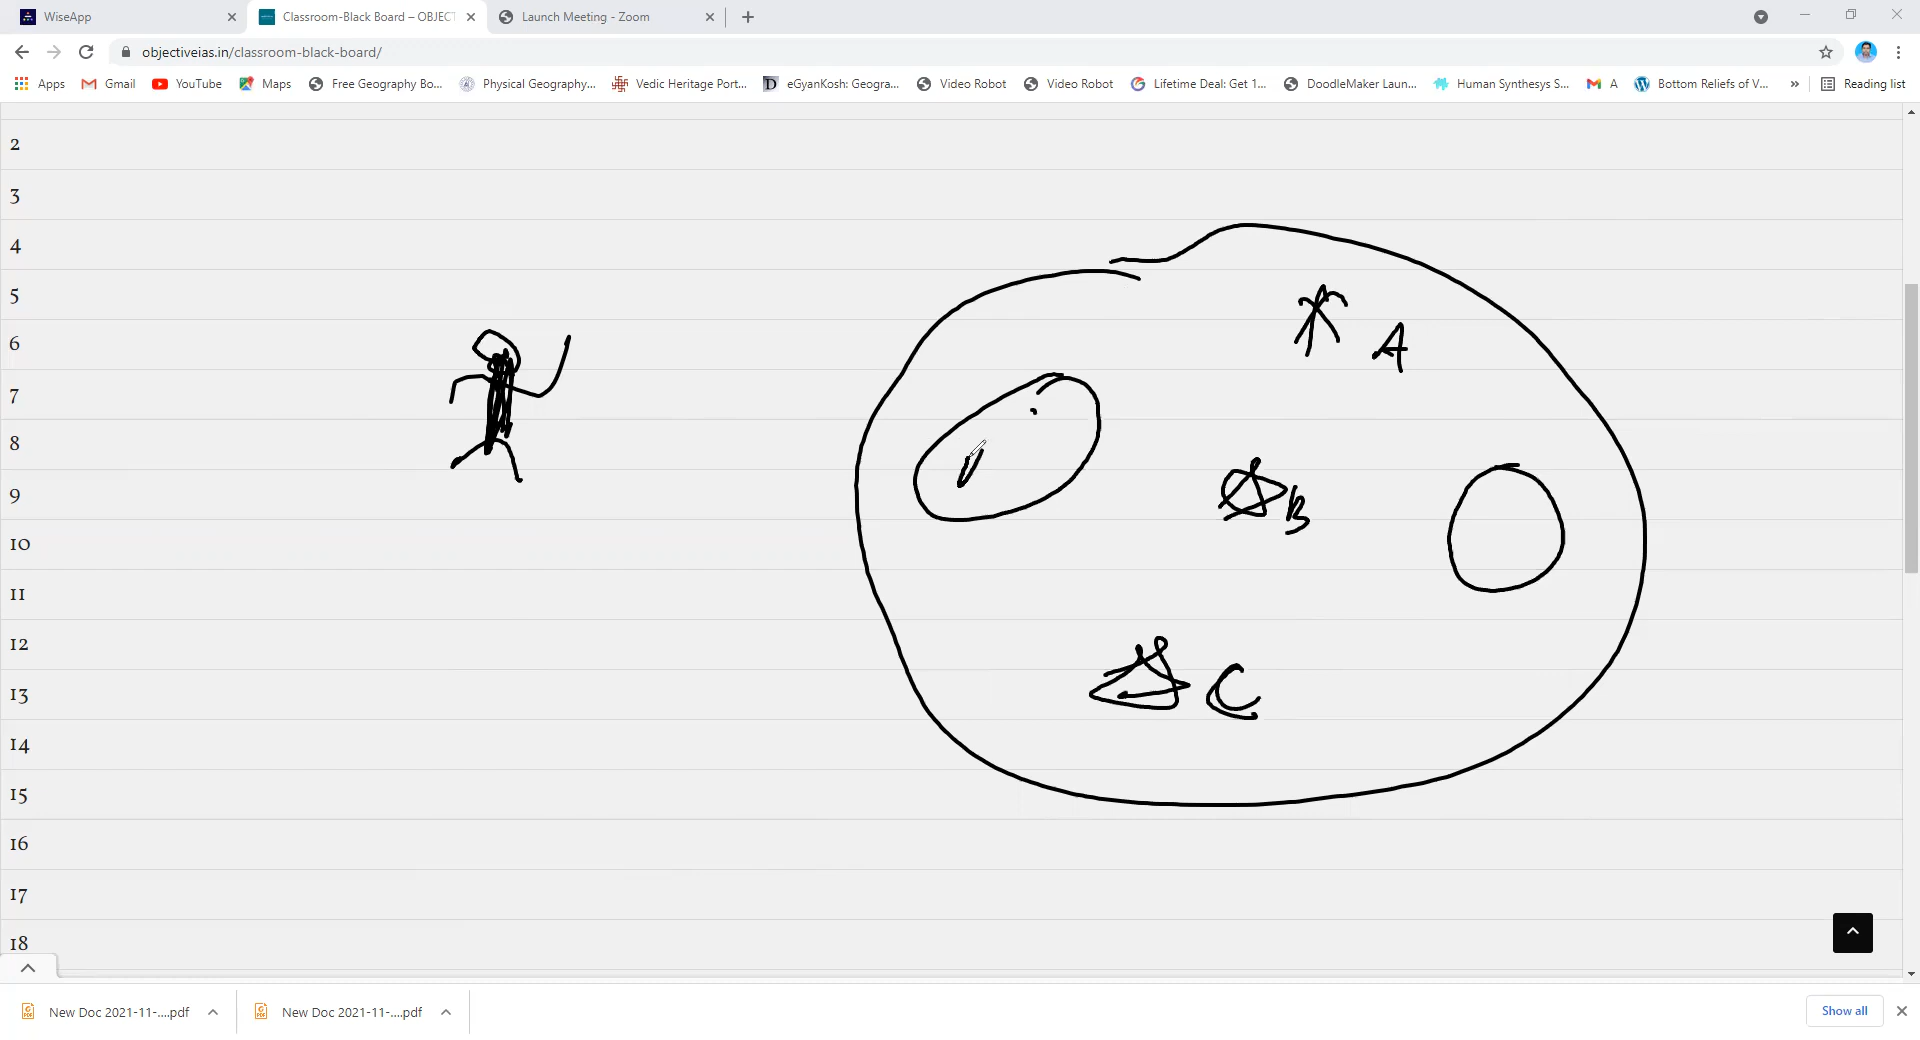 WiseApp
Classroom-Black Board – OBJECT
Launch Meeting - Zoom
objectiveias.in/classroom-black-board/
Apps
Gmail
YouTube
Maps
Free Geography Bo...
Physical Geography...
Vedic Heritage Port...
eGyanKosh: Geogra...
Video Robot
Video Robot
Lifetime Deal: Get 1...
DoodleMaker Laun...
Human Synthesys S...
A
Bottom Reliefs of V...
»
Reading list
2
3
4
5
6
A
7
8
9
B
10
11
12
13
C
14
15
16
17
18
New Doc 2021-11-....pdf
New Doc 2021-11-....pdf
Show all